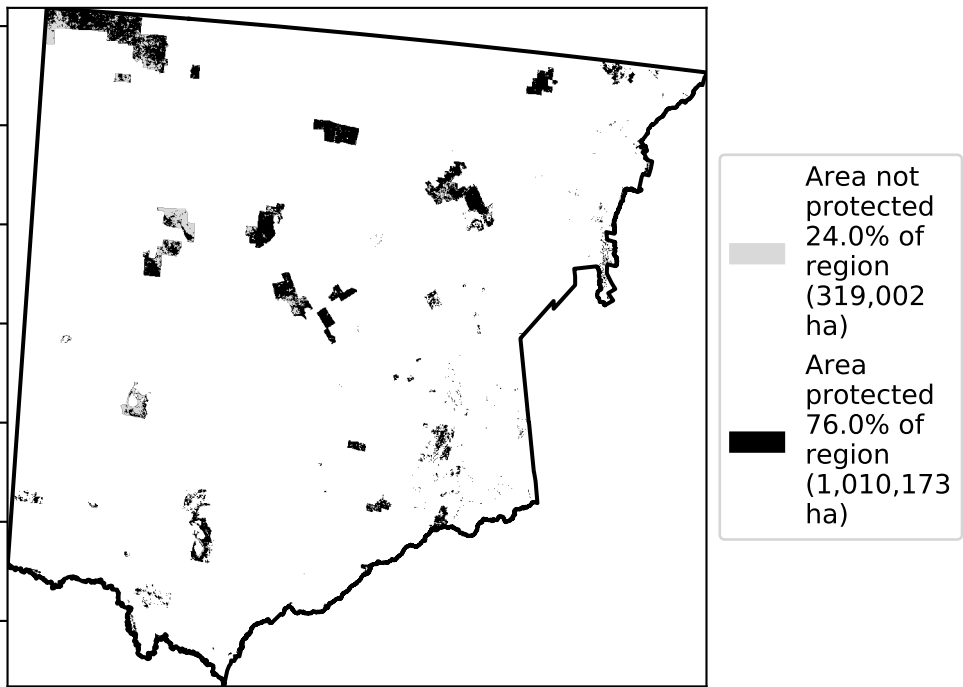 Area not
protected
24.0% of
region
(319,002
ha)
Area
protected
76.0% of
region
(1,010,173
ha)